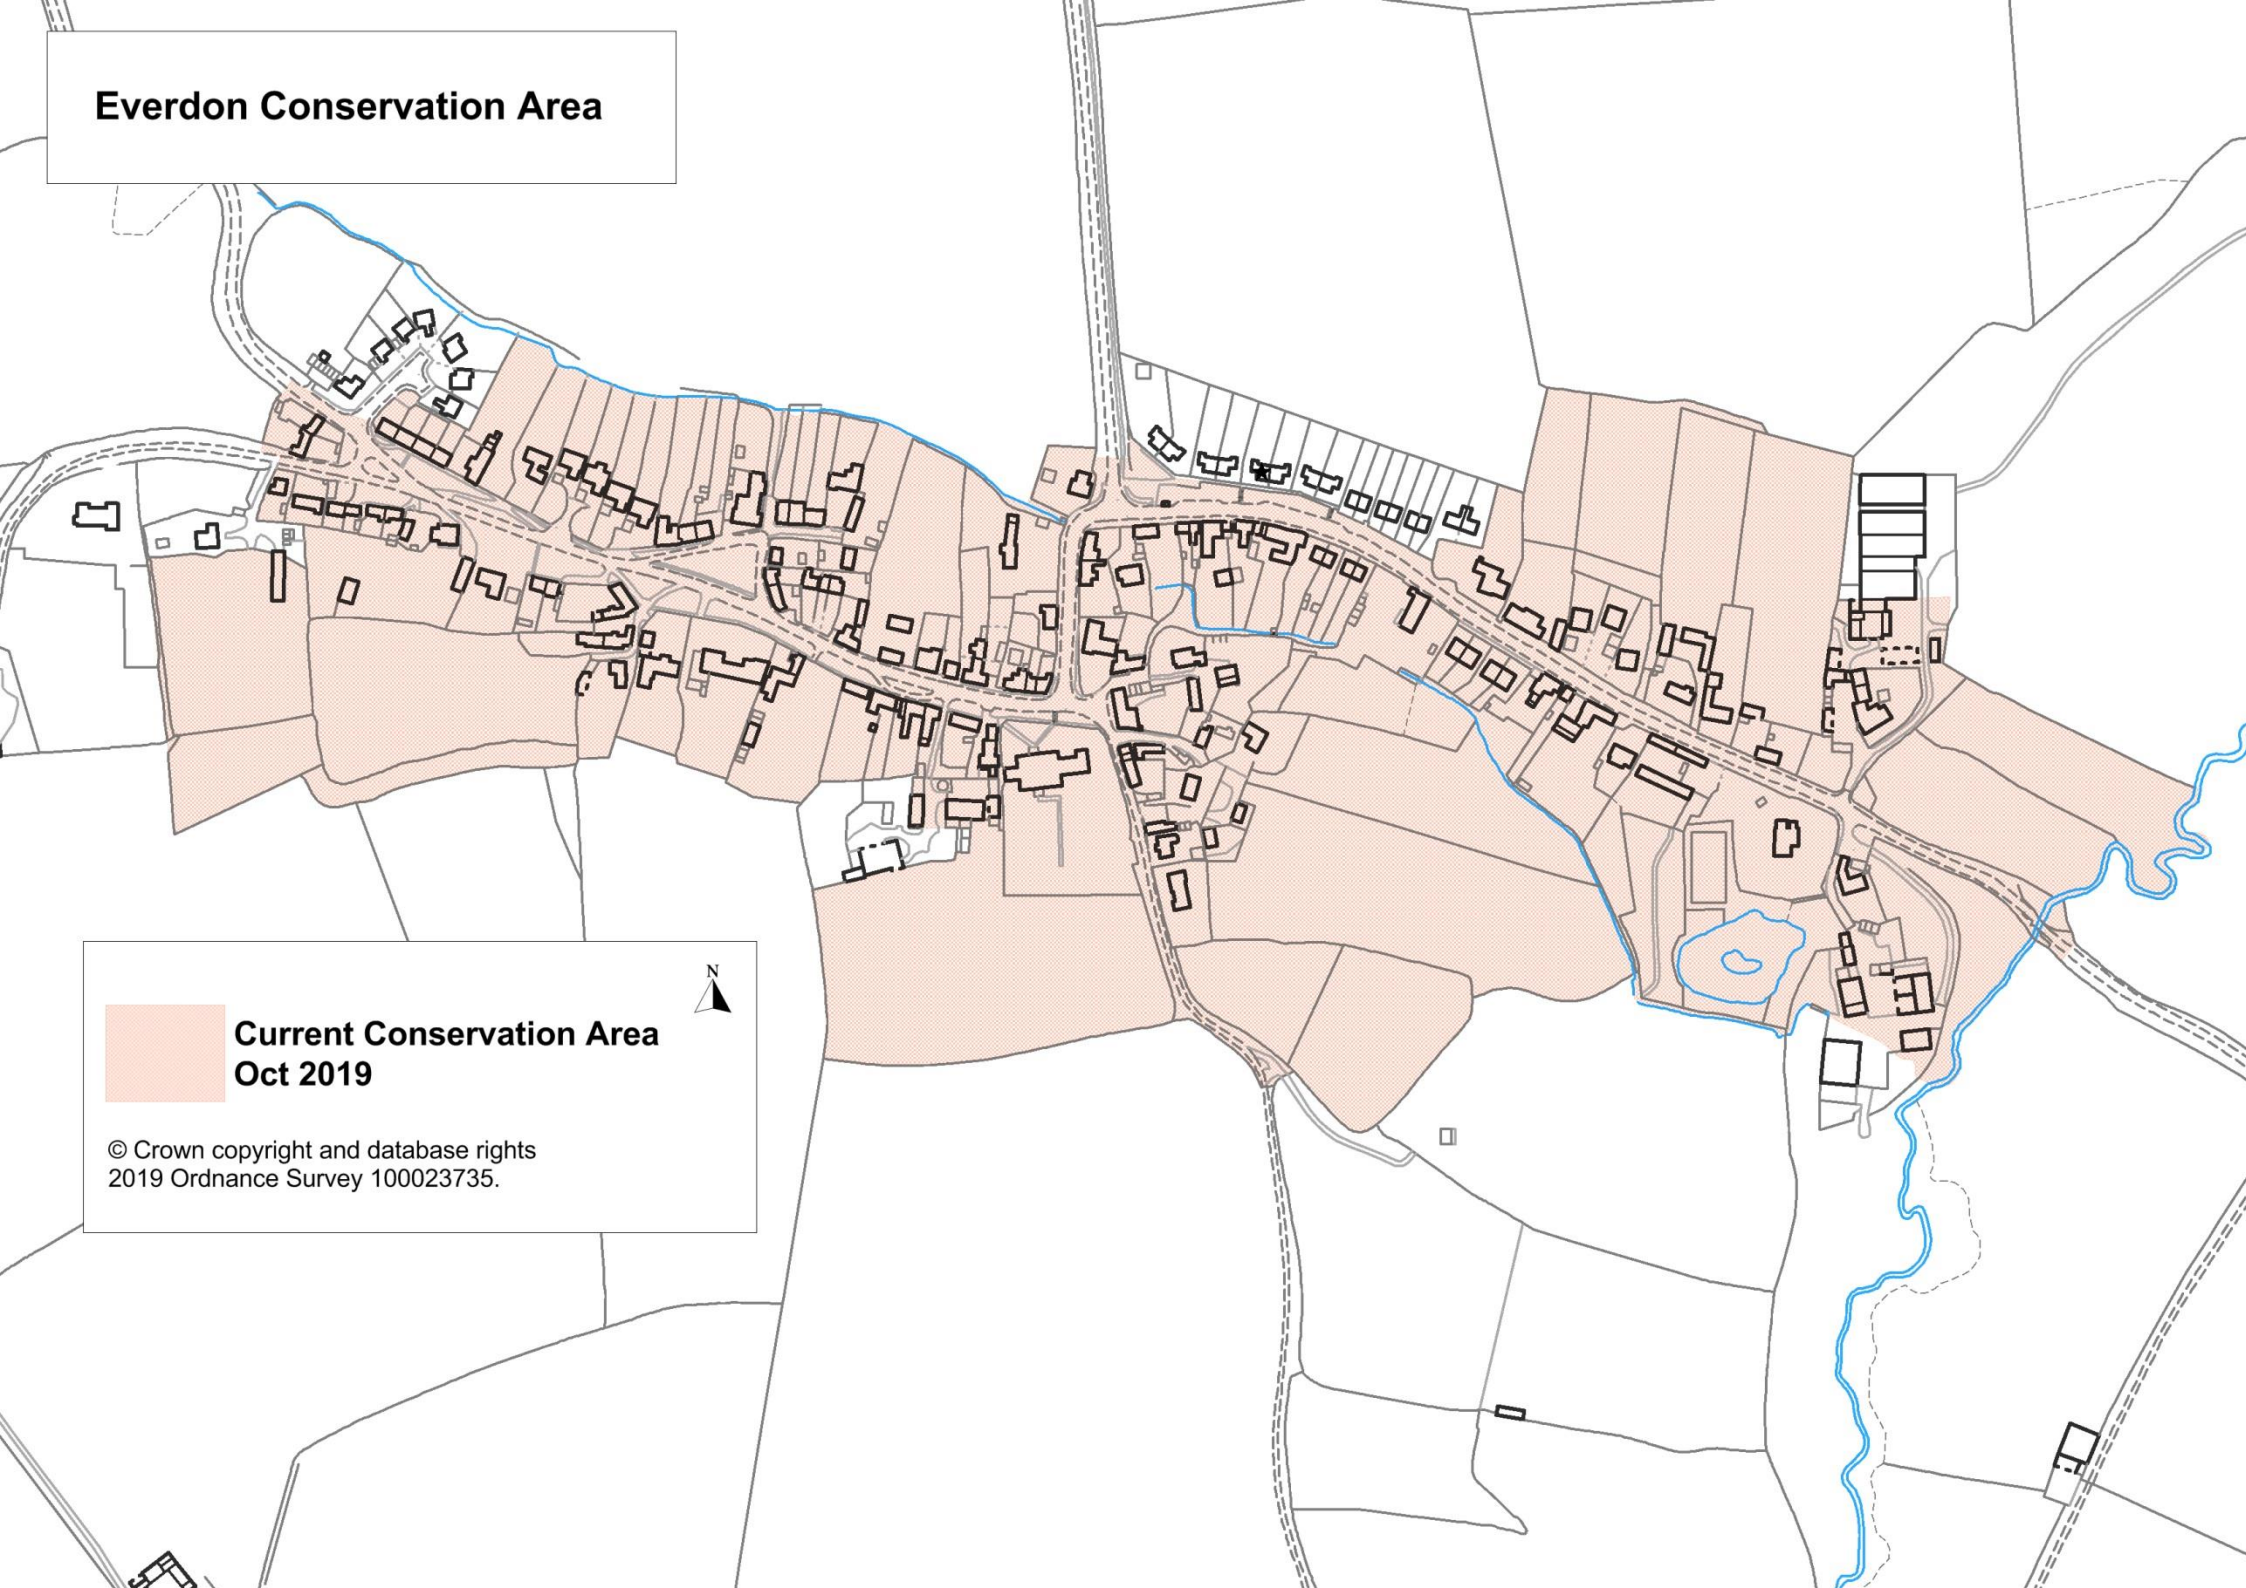 Everdon Conservation Area
N
Current Conservation Area
Oct 2019
© Crown copyright and database rights
2019 Ordnance Survey 100023735.